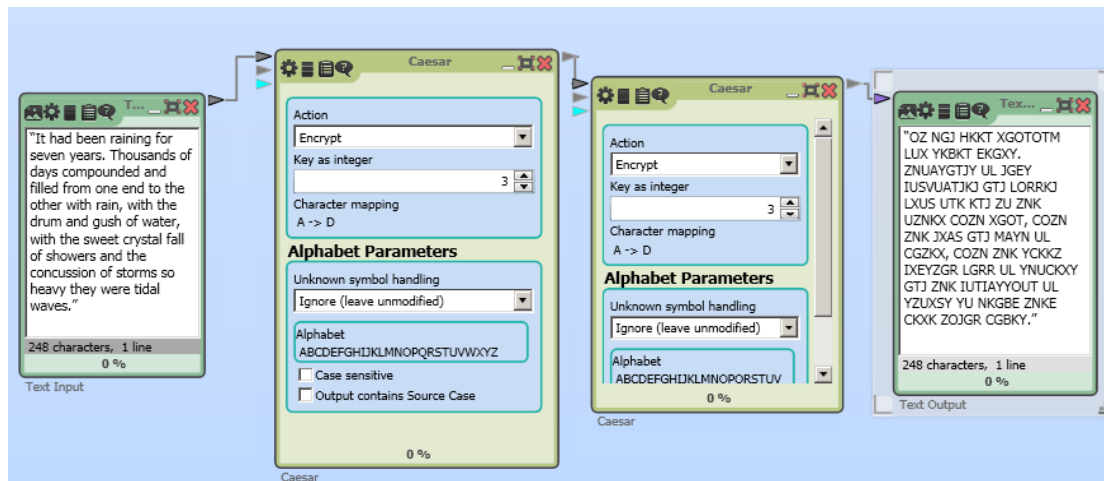 T...
"It had been raining for
seven years. Thousands of
days compounded and
filled from one end to the
other with rain, with the
drum and gush of water,
with the sweet crystal fall
of showers and the
concussion of storms so
heavy they were tidal
waves."
248 characters, 1 line
0 %
Text Input
Caesar
Action
Encrypt
Key as integer
3
Character mapping
A -> D
Alphabet Parameters
Unknown symbol handling
Ignore (leave unmodified)
Alphabet
ABCDEFGHIJKLMNOPQRSTUVWXYZ
Case sensitive
Output contains Source Case
0 %
Caesar
Caesar
Action
Encrypt
Key as integer
3
Character mapping
A -> D
Alphabet Parameters
Unknown symbol handling
Ignore (leave unmodified)
Alphabet
ABCDEFGHIJKLMNOPQRSTUV
0 %
Caesar
Tex...
"OZ NGJ HKKT XGOTOTM
LUX YKBKT EKGXY.
ZNUAYGTJY UL JGEY
IUSVUATJKJ GTJ LORRKJ
LXUS UTK KTJ ZU ZNK
UZNKX COZN XGOT, COZN
ZNK JXAS GTJ MAYN UL
CGZKX, COZN ZNK YCKKZ
IXEYZGR LGRR UL YNUCKXY
GTJ ZNK IUTIAYYOUT UL
YZUXSY YU NKGBE ZNKE
CKXK ZOJGR CGBKY."
248 characters, 1 line
0 %
Text Output